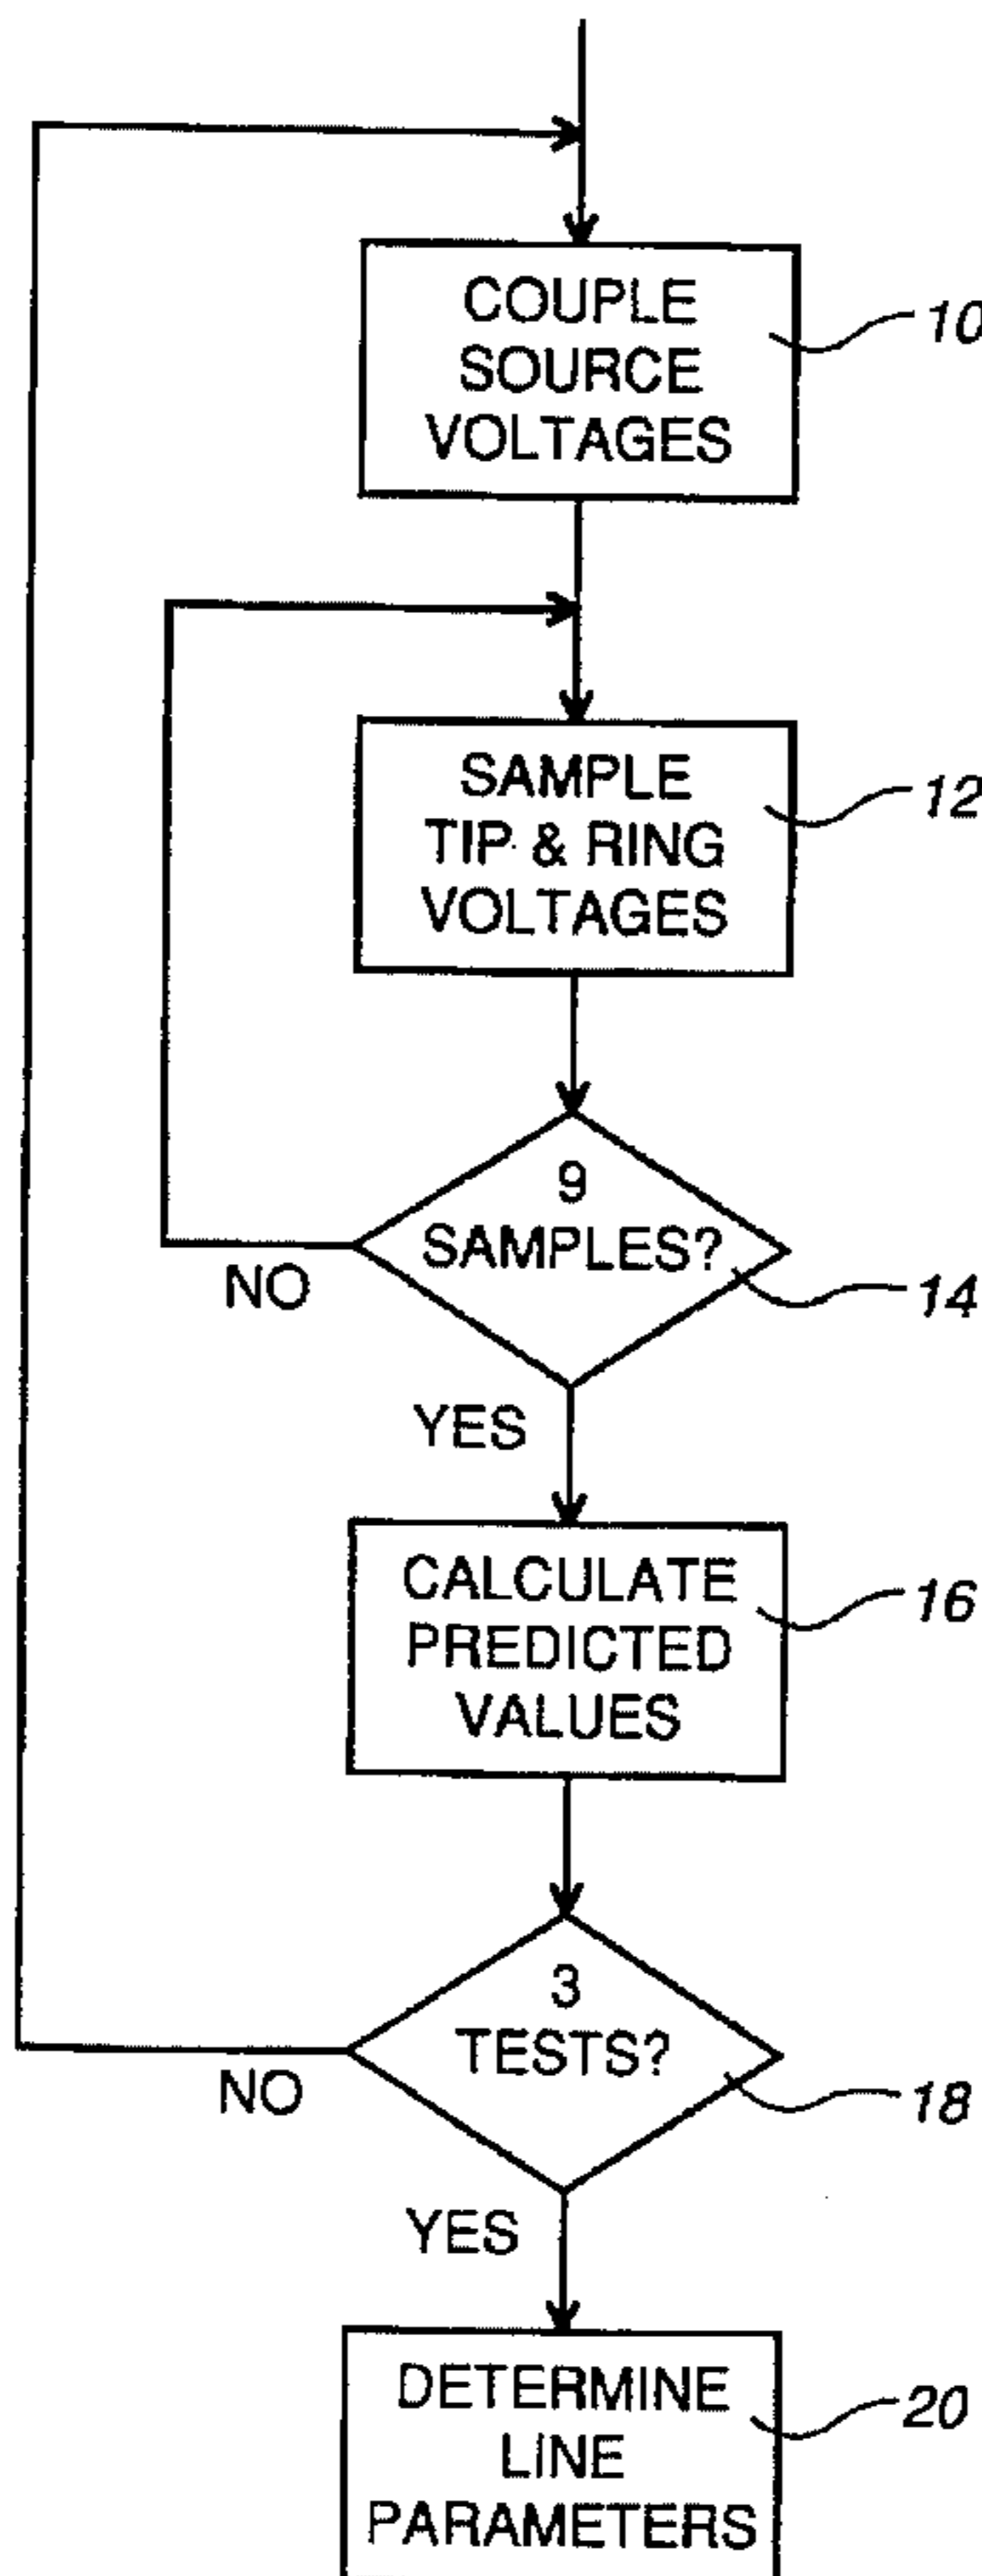 COUPLE
SOURCE
VOLTAGES
10
SAMPLE
TIP & RING
VOLTAGES
12
9
SAMPLES?
14
NO
YES
CALCULATE
PREDICTED
VALUES
16
3
TESTS?
18
NO
YES
DETERMINE
LINE
PARAMETERS
20